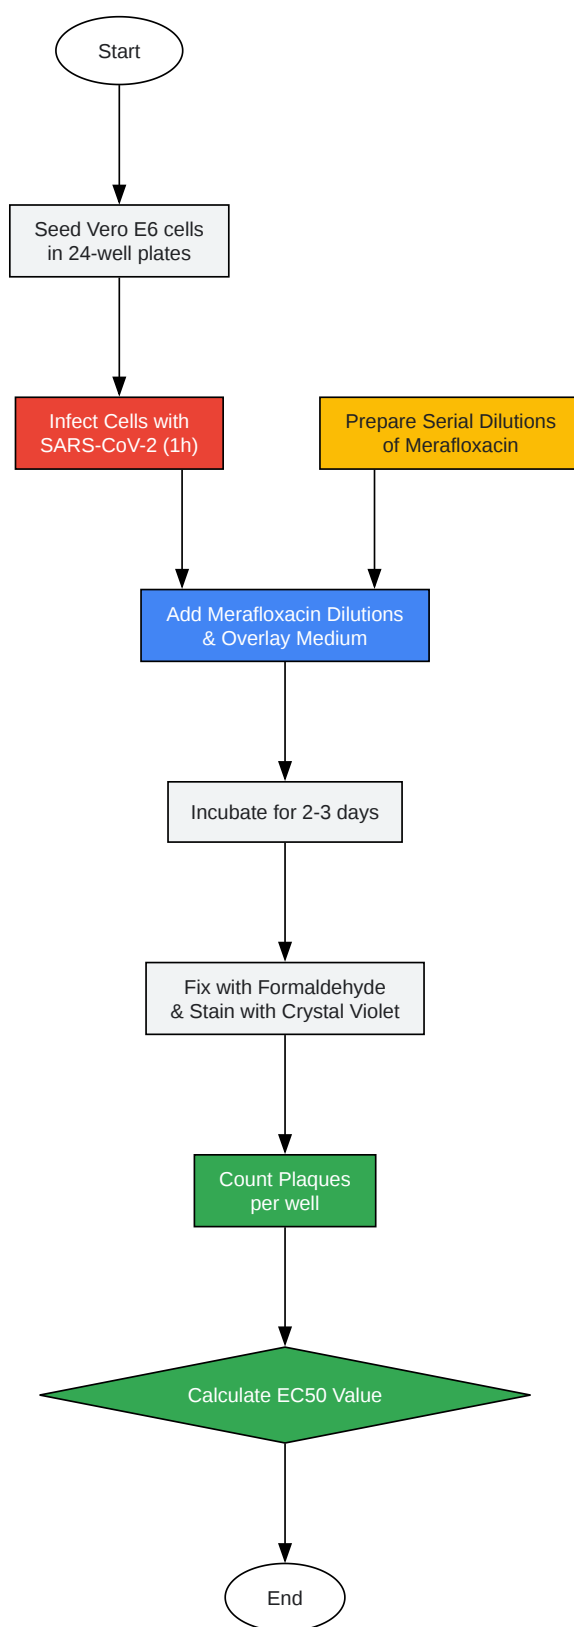 Start
Seed Vero E6 cells
in 24-well plates
Infect Cells with
SARS-CoV-2 (1h)
Prepare Serial Dilutions
of Merafloxacin
Add Merafloxacin Dilutions
& Overlay Medium
Incubate for 2-3 days
Fix with Formaldehyde
& Stain with Crystal Violet
Count Plaques
per well
Calculate EC50 Value
End